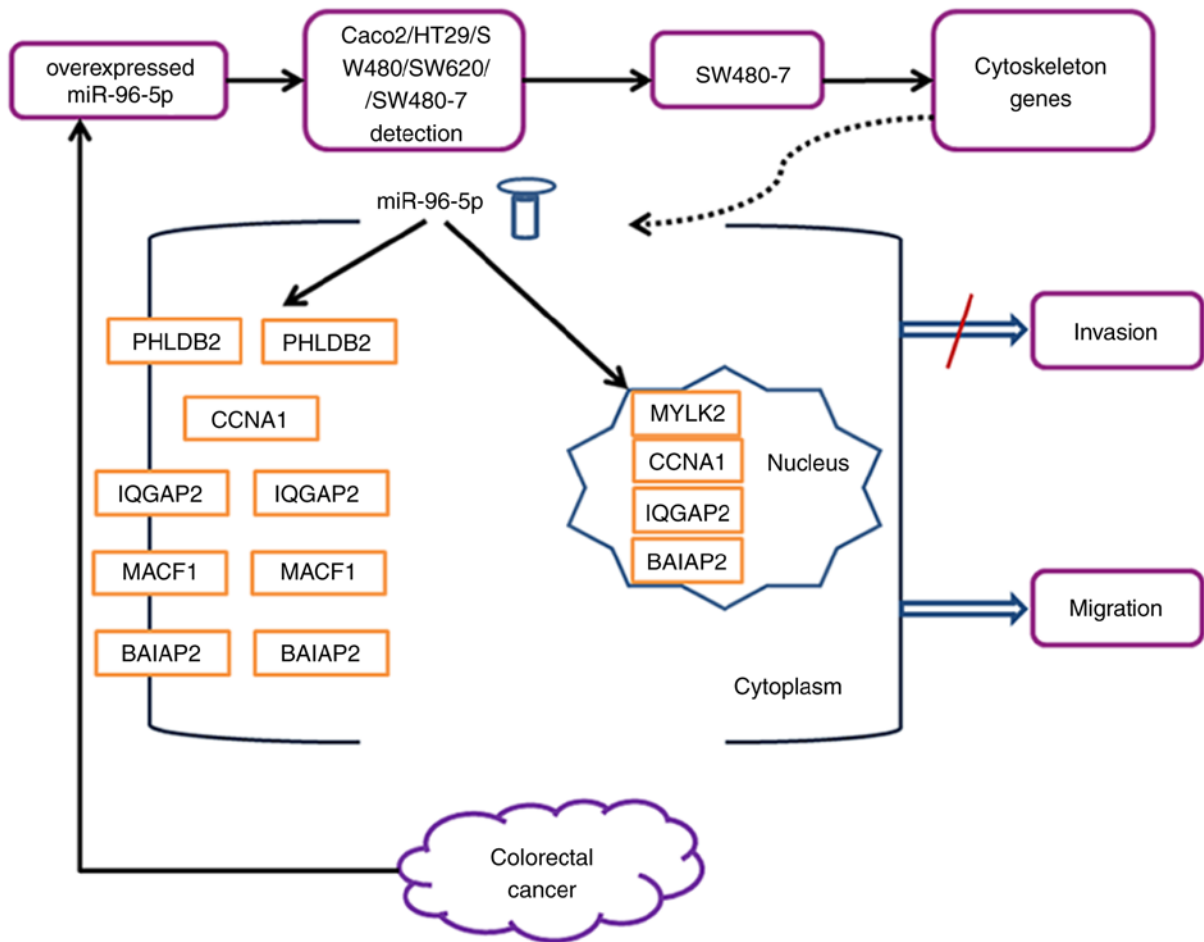 overexpressed
miR-96-5p
Caco2/HT29/S
W480/SW620/
/SW480-7
detection
SW480-7
Cytoskeleton
genes
miR-96-5p
PHLDB2
PHLDB2
CCNA1
IQGAP2
IQGAP2
MACF1
MACF1
BAIAP2
BAIAP2
MYLK2
CCNA1
IQGAP2
BAIAP2
Nucleus
Cytoplasm
Invasion
Migration
Colorectal
cancer